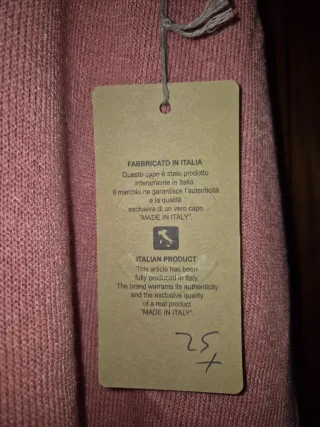 FABBRICATO IN ITALIA
Questo capo è stato prodotto
interamente in Italia.
Il marchio ne garantisce l'autenticità
e la qualità
esclusiva di un vero capo
"MADE IN ITALY".
ITALIAN PRODUCT
This article has been
fully produced in Italy.
The brand warrants its authenticity
and the exclusive quality
of a real product
"MADE IN ITALY".
25